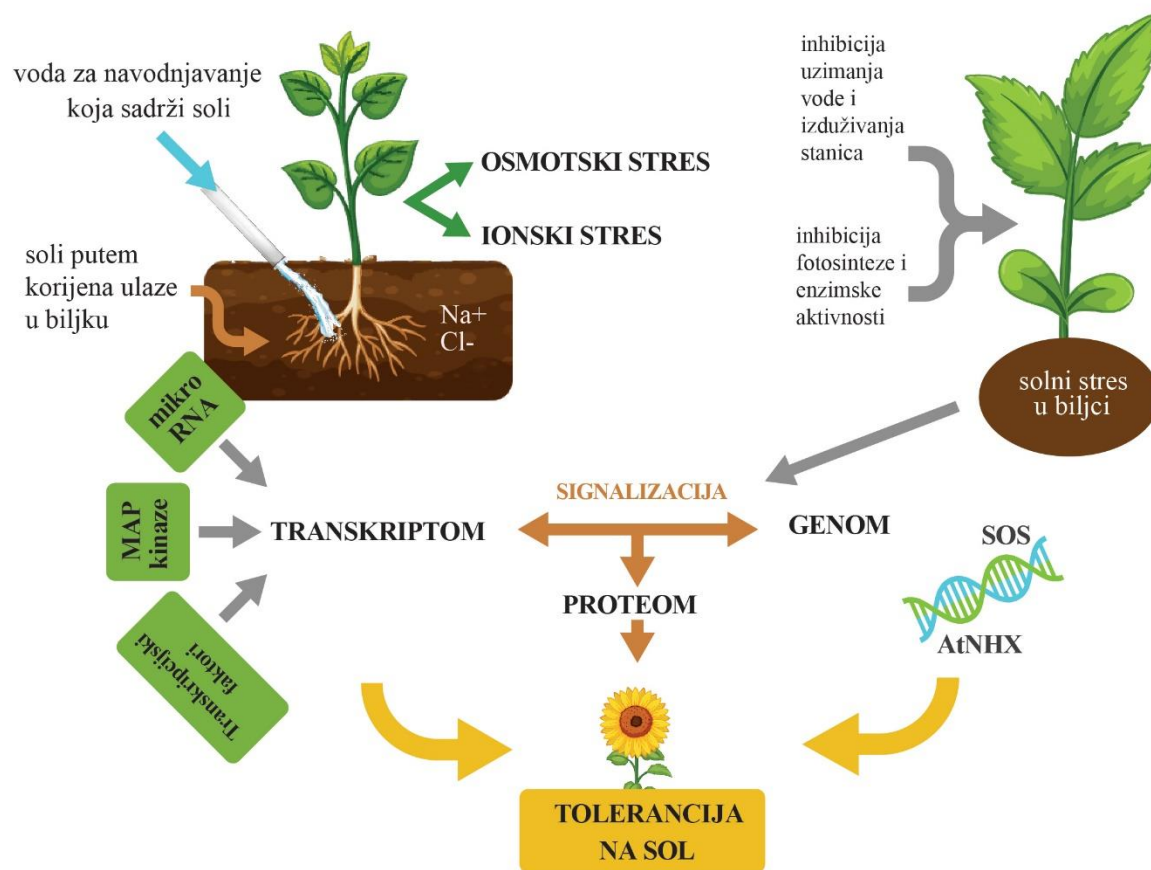 voda za navodnjavanje
koja sadrži soli
OSMOTSKI STRES
IONSKI STRES
soli putem
korijena ulaze
u biljku
Na+
Cl-
inhibicija
uzimanja
vode i
izduživanja
stanica
inhibicija
fotosinteze i
enzimske
aktivnosti
solni stres
u biljci
mikro
RNA
MAP
kinaze
Transkripcijski
faktori
TRANSKRIPTOM
SIGNALIZACIJA
GENOM
PROTEOM
SOS
AtNHX
TOLERANCIJA
NA SOL